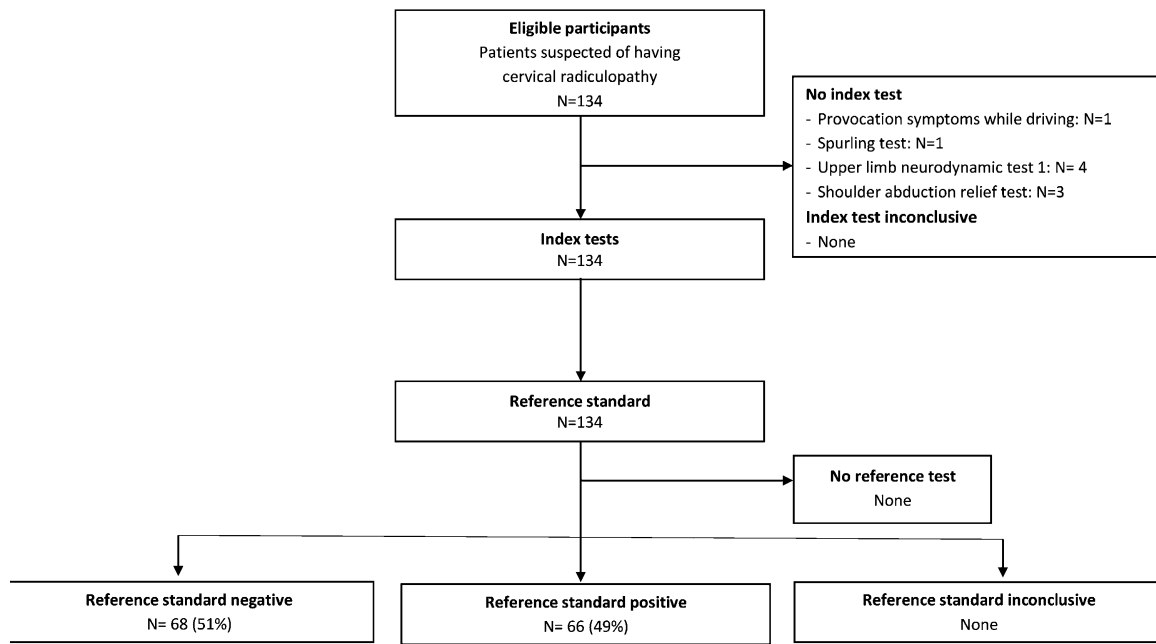 Eligible participants
Patients suspected of having
cervical radiculopathy
N=134
No index test
- Provocation symptoms while driving: N=1
- Spurling test: N=1
- Upper limb neurodynamic test 1: N= 4
- Shoulder abduction relief test: N=3
Index test inconclusive
- None
Index tests
N=134
Reference standard
N=134
No reference test
None
Reference standard negative
N= 68 (51%)
Reference standard positive
N= 66 (49%)
Reference standard inconclusive
None